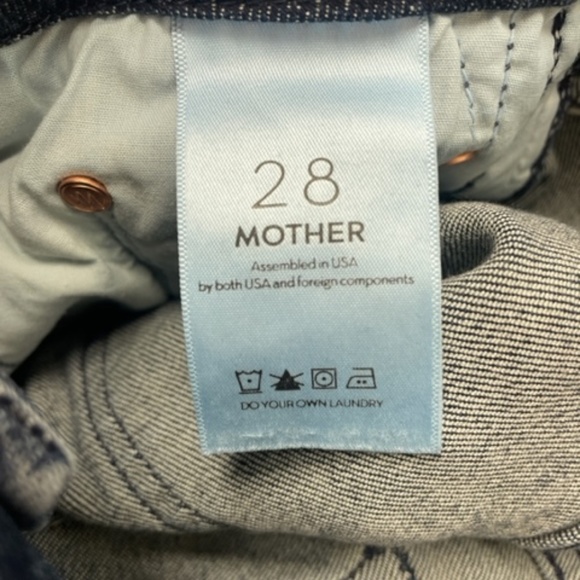 28
MOTHER
Assembled in USA
by both USA and foreign components
DO YOUR OWN LAUNDRY